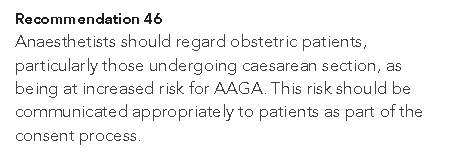 Recommendation 46
Anaesthetists should regard obstetric patients,
particularly those undergoing caesarean section, as
being at increased risk for AAGA. This risk should be
communicated appropriately to patients as part of the
consent process.